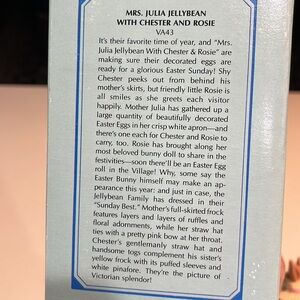 MRS. JULIA JELLYBEAN
WITH CHESTER AND ROSIE
VA43
It's their favorite time of year, and "Mrs.
Julia Jellybean With Chester & Rosie" are
making sure their decorated eggs are
ready for a glorious Easter Sunday! Shy
Chester peeks out from behind his
mother's skirts, but friendly little Rosie is
all smiles as she greets each visitor
happily. Mother Julia has gathered up a
large quantity of beautifully decorated
Easter Eggs in her crisp white apron—and
there's one each for Chester and Rosie to
carry, too. Rosie has brought along her
most beloved bunny doll to share in the
festivities—soon there'll be an Easter Egg
roll in the Village! Why, some say the
Easter Bunny himself may make an ap-
pearance this year: and just in case, the
Jellybean Family has dressed in their
"Sunday Best." Mother's full-skirted frock
features layers and layers of ruffles and
floral adornments, while her straw hat
ties with a pretty pink bow at her throat.
Chester's gentlemanly straw hat and
handsome togs complement his sister's
yellow frock with its puffed sleeves and
white pinafore. They're the picture of
Victorian splendor!